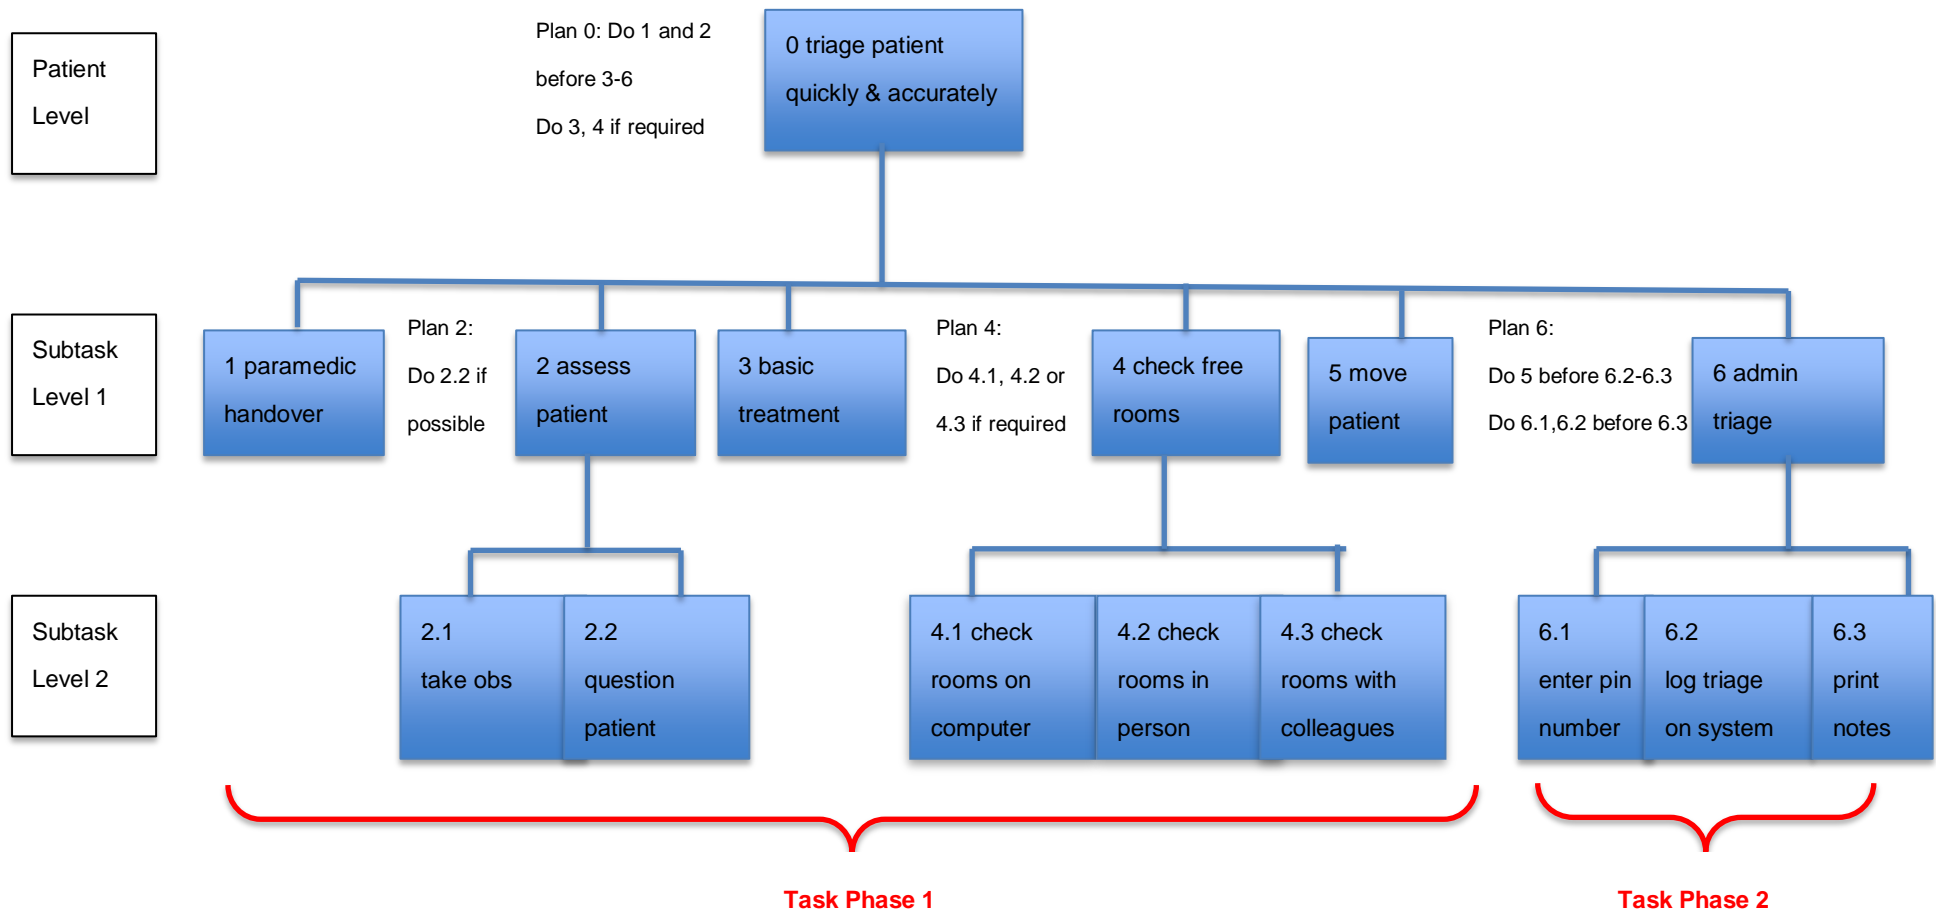 Patient
Level
Plan 0: Do 1 and 2
before 3-6
Do 3, 4 if required
0 triage patient
quickly & accurately
Subtask
Level 1
1 paramedic
handover
Plan 2:
Do 2.2 if
possible
2 assess
patient
3 basic
treatment
Plan 4:
Do 4.1, 4.2 or
4.3 if required
4 check free
rooms
5 move
patient
Plan 6:
Do 5 before 6.2-6.3
Do 6.1,6.2 before 6.3
6 admin
triage
Subtask
Level 2
2.1
take obs
2.2
question
patient
4.1 check
rooms on
computer
4.2 check
rooms in
person
4.3 check
rooms with
colleagues
6.1
enter pin
number
6.2
log triage
on system
6.3
print
notes
Task Phase 1
Task Phase 2